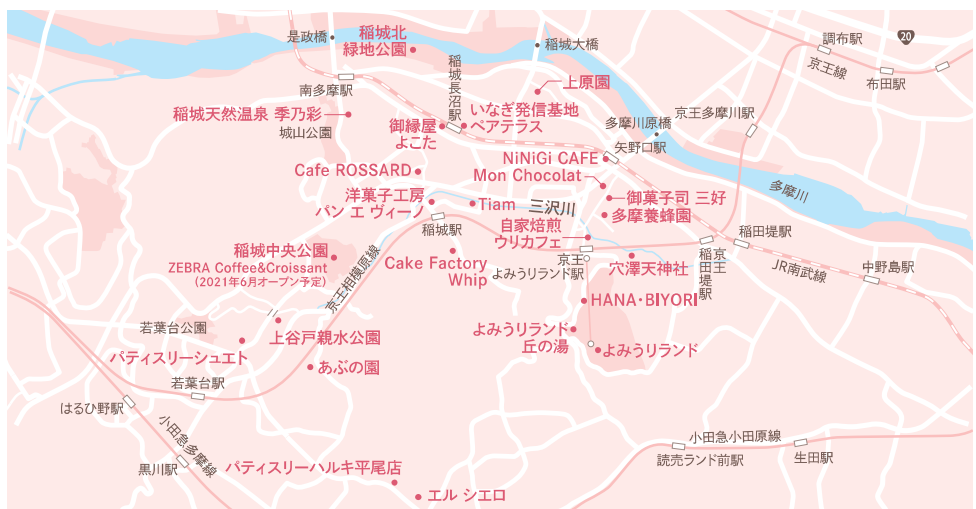 是政橋
稲城北
緑地公園
稲城大橋
調布駅
20
京王線
布田駅
南多摩駅
稲城長沼駅
上原園
稲城天然温泉 季乃彩
城山公園
御縁屋
よこた
いなぎ発信基地
ペアテラス
京王多摩川駅
多摩川原橋
矢野口駅
NiNiGi CAFE
Mon Chocolat
Cafe ROSSARD
多摩川
洋菓子工房
パン エ ヴィーノ
Tiam
三沢川
御菓子司 三好
多摩養蜂園
稲城駅
自家焙煎
ウリカフェ
稲田堤駅
稲城中央公園
ZEBRA Coffee&Croissant
(2021年6月オープン予定)
京王相模原線
Cake Factory
Whip
京王
よみうりランド駅
穴澤天神社
京王
稲田堤駅
JR南武線
中野島駅
HANA・BIYORI
若葉台公園
上谷戸親水公園
よみうりランド
丘の湯
よみうりランド
パティスリーシュエト
あぶの園
若葉台駅
はるひ野駅
小田急多摩線
黒川駅
小田急小田原線
読売ランド前駅
生田駅
パティスリーハルキ平尾店
エル シエロ